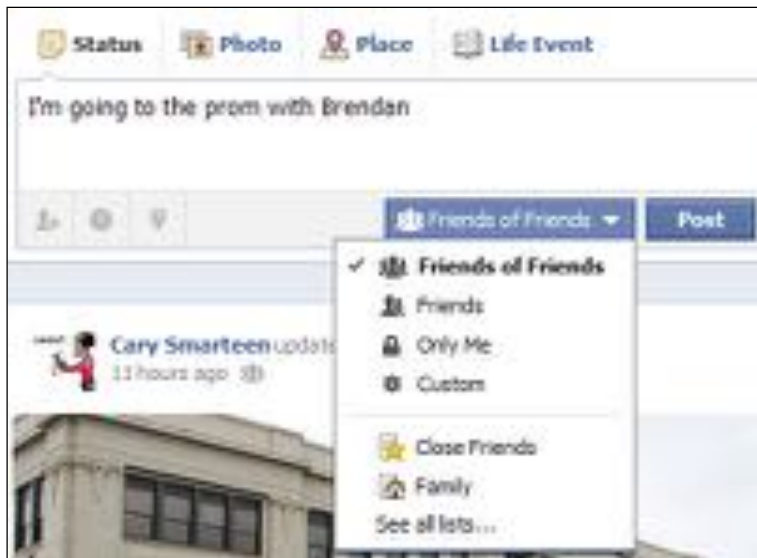 Status Photo Place Life Event
I'm going to the prom with Brendan
Friends of Friends Post
Friends of Friends
Friends
Only Me
Custom
Cary Smarteen update
11 hours ago
Close Friends
Family
See all lists...